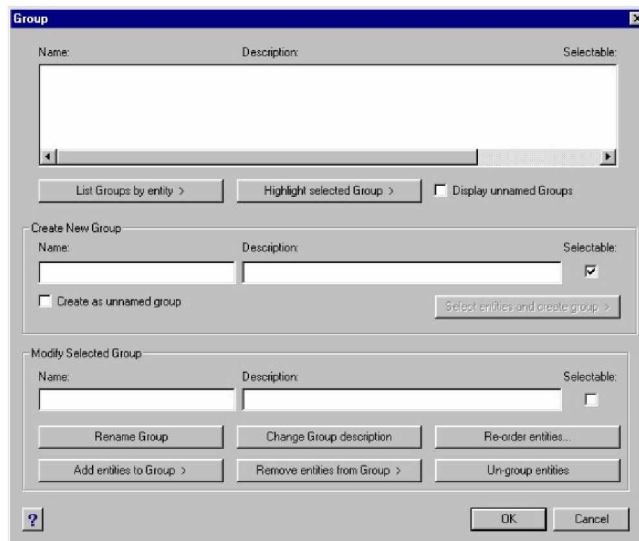 Group
Name: Description: Selectable:
List Groups by entity > Highlight selected Group > Display unnamed Groups
Create New Group
Name: Description: Selectable:
Create as unnamed group Select entities and create group >
Modify Selected Group
Name: Description: Selectable:
Rename Group Change Group description Re-order entities...
Add entities to Group > Remove entities from Group > Un-group entities
? OK Cancel